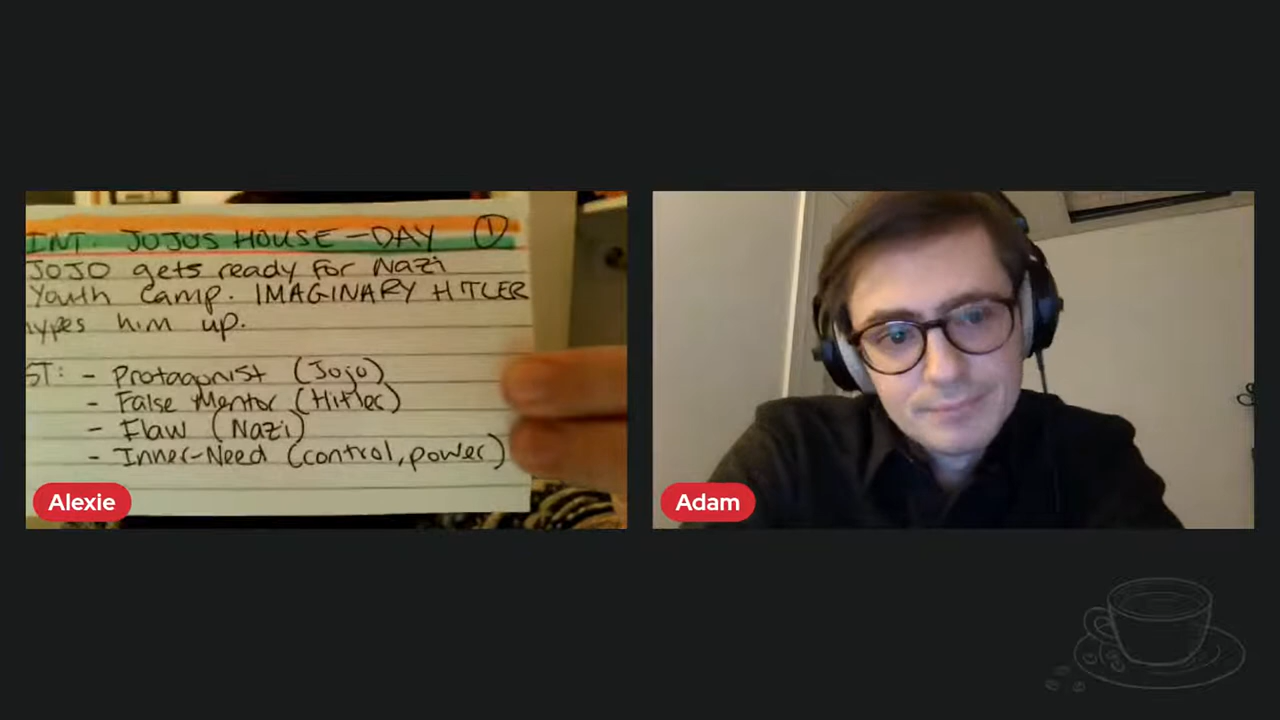 INT. JOJOS HOUSE - DAY ①
JOJO gets ready for Nazi
Youth Camp. IMAGINARY HITLER
hypes him up.
ST: - Protagonist (Jojo)
- False Mentor (Hitler)
- Flaw (Nazi)
- Inner-Need (control, power)
Alexie
Adam